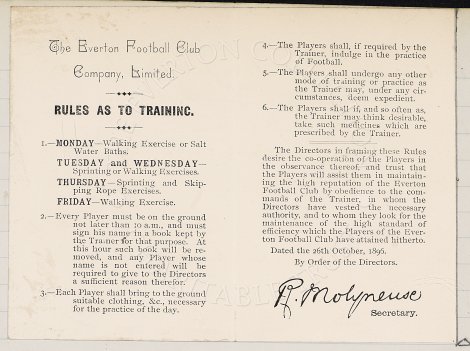 The Everton Football Club
Company, Limited.
RULES AS TO TRAINING.
1.—MONDAY—Walking Exercise or Salt
Water Baths.
TUESDAY and WEDNESDAY—
Sprinting or Walking Exercises.
THURSDAY—Sprinting and Skip-
ping Rope Exercises.
FRIDAY—Walking Exercise.
2.—Every Player must be on the ground
not later than 10 a.m., and must
sign his name in a book kept by
the Trainer for that purpose. At
this hour such book will be re-
moved, and any Player whose
name is not entered will be
required to give to the Directors
a sufficient reason therefor.
3.—Each Player shall bring to the ground
suitable clothing, &c., necessary
for the practice of the day.
4.—The Players shall, if required by the
Trainer, indulge in the practice
of Football.
5.—The Players shall undergo any other
mode of training or practice as
the Trainer may, under any cir-
cumstances, deem expedient.
6.—The Players shall if, and so often as,
the Trainer may think desirable,
take such medicines which are
prescribed by the Trainer.
The Directors in framing these Rules
desire the co-operation of the Players in
the observance thereof, and trust that
the Players will assist them in maintain-
ing the high reputation of the Everton
Football Club by obedience to the com-
mands of the Trainer, in whom the
Directors have vested the necessary
authority, and to whom they look for the
maintenance of the high standard of
efficiency which the Players of the Ever-
ton Football Club have attained hitherto.
Dated the 26th October, 1896.
By Order of the Directors.
R. Molyneux
Secretary.